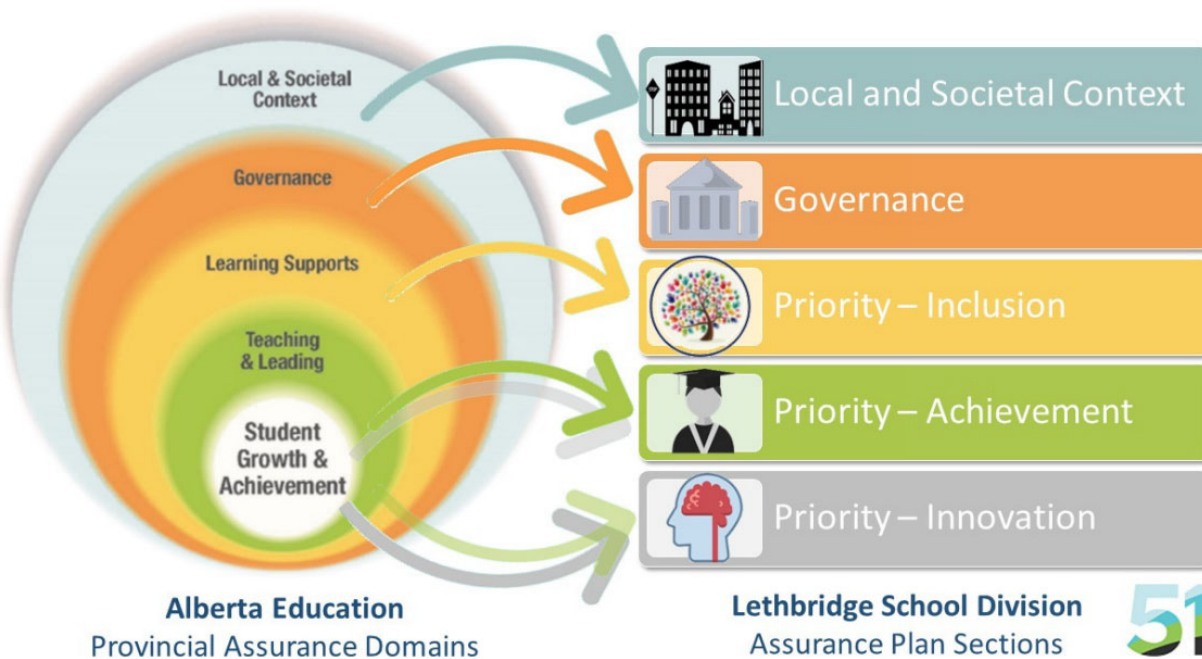 Local & Societal
Context
Governance
Learning Supports
Teaching
& Leading
Student
Growth &
Achievement
Alberta Education
Provincial Assurance Domains
Local and Societal Context
Governance
Priority – Inclusion
Priority – Achievement
Priority – Innovation
Lethbridge School Division
Assurance Plan Sections
51